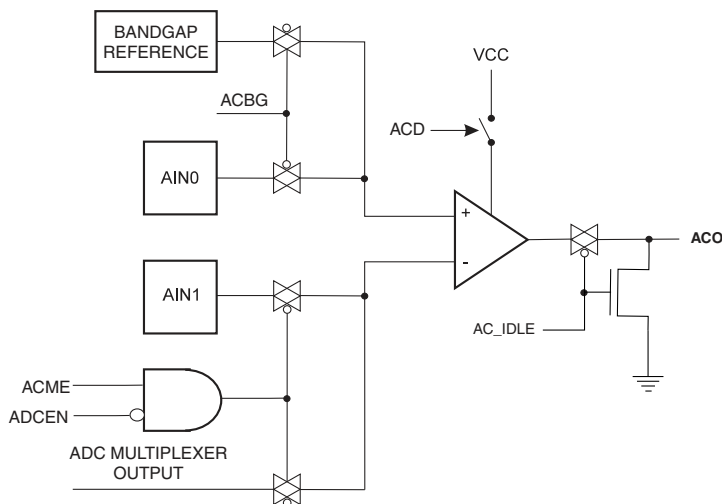 BANDGAP
REFERENCE
VCC
ACBG
ACD
AIN0
+
ACO
-
AIN1
AC_IDLE
ACME
ADCEN
ADC MULTIPLEXER
OUTPUT